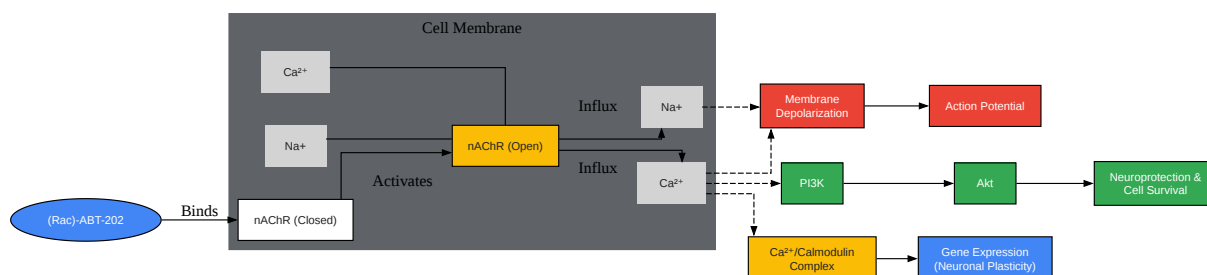 Cell Membrane
Ca²⁺
Na+
Influx
Na+
Membrane
Depolarization
Action Potential
nAChR (Open)
Na+
Activates
Influx
Ca²⁺
PI3K
Akt
Neuroprotection &
Cell Survival
(Rac)-ABT-202
Binds
nAChR (Closed)
Ca²⁺/Calmodulin
Complex
Gene Expression
(Neuronal Plasticity)